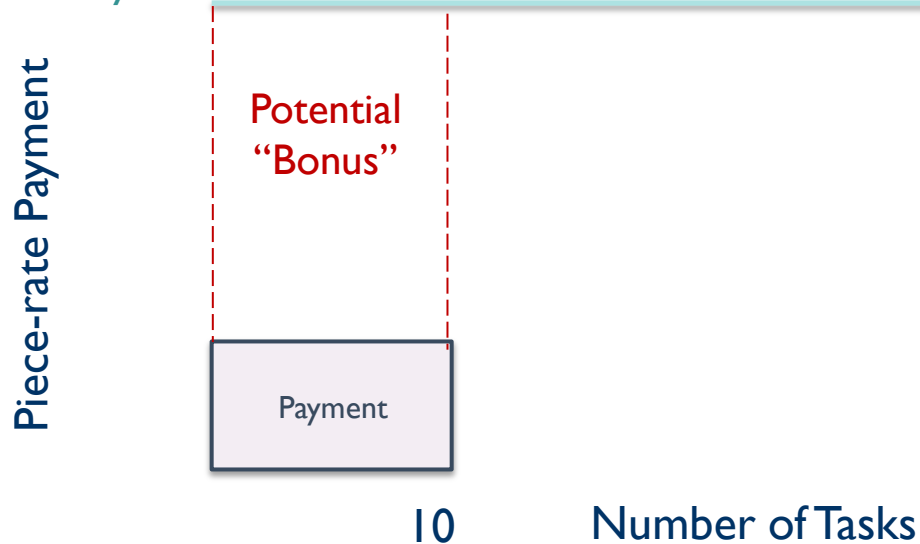 Piece-rate Payment
Potential
“Bonus”
Payment
10
Number of Tasks